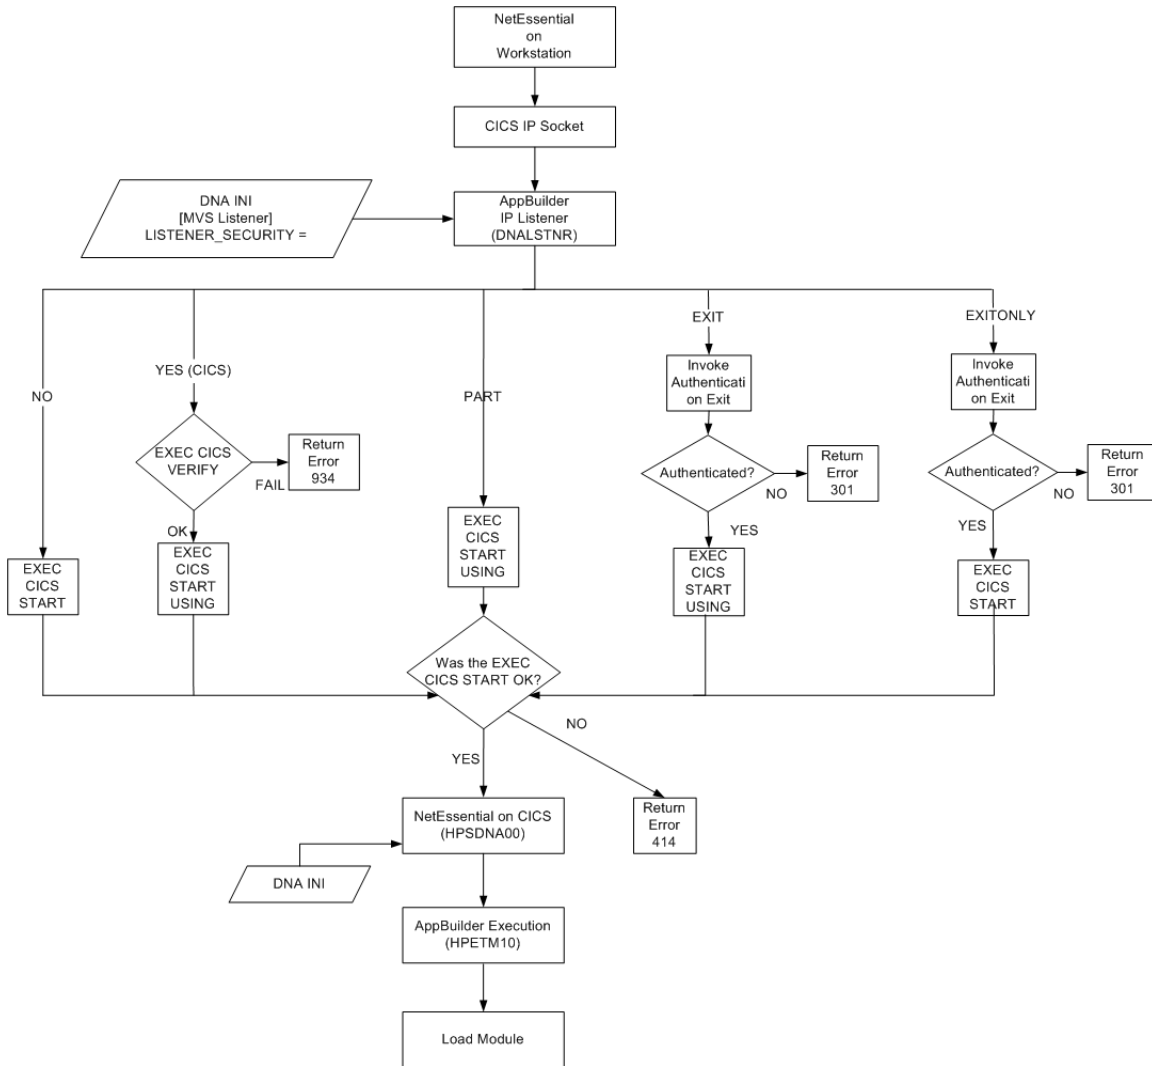 NetEssential
on
Workstation
CICS IP Socket
DNA INI
[MVS Listener]
LISTENER_SECURITY =
AppBuilder
IP Listener
(DNALSTNR)
NO
YES (CICS)
PART
EXIT
EXITONLY
Invoke
Authenticati
on Exit
Invoke
Authenticati
on Exit
EXEC CICS
VERIFY
FAIL
Return
Error
934
Authenticated?
NO
Return
Error
301
Authenticated?
NO
Return
Error
301
OK
YES
YES
EXEC
CICS
START
EXEC
CICS
START
USING
EXEC
CICS
START
USING
EXEC
CICS
START
USING
EXEC
CICS
START
Was the EXEC
CICS START OK?
NO
YES
NetEssential on CICS
(HPSDNA00)
Return
Error
414
DNA INI
AppBuilder Execution
(HPETM10)
Load Module